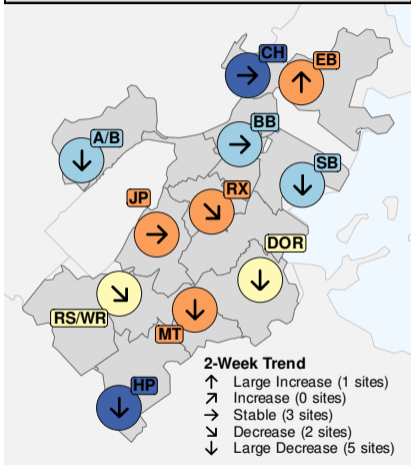 CH
EB
BB
A/B
SB
JP
RX
DOR
RS/WR
MT
HP
2-Week Trend
↑ Large Increase (1 sites)
↗ Increase (0 sites)
→ Stable (3 sites)
↘ Decrease (2 sites)
↓ Large Decrease (5 sites)